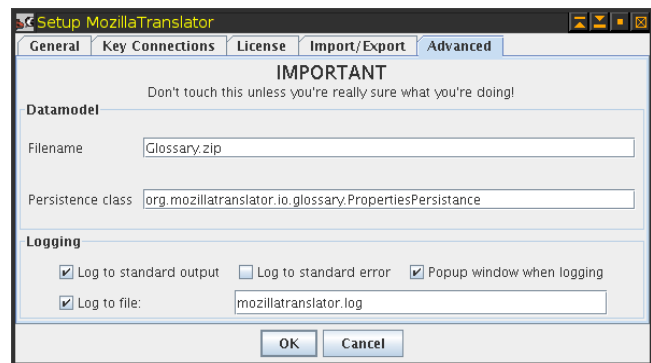 Setup MozillaTranslator
General Key Connections License Import/Export Advanced
IMPORTANT
Don't touch this unless you're really sure what you're doing!
Datamodel
Filename Glossary.zip
Persistence class org.mozillatranslator.io.glossary.PropertiesPersistance
Logging
Log to standard output Log to standard error Popup window when logging
Log to file: mozillatranslator.log
OK Cancel